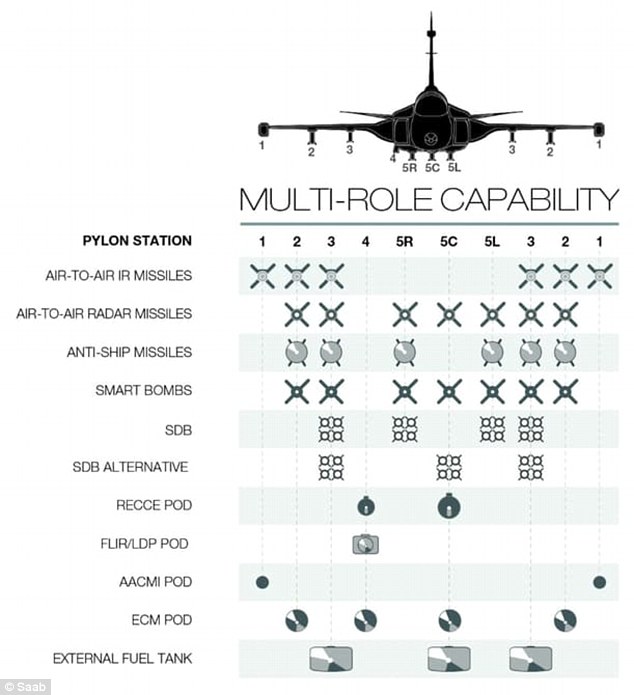 1 2 3 4 5R 5C 5L 3 2 1
MULTI-ROLE CAPABILITY
PYLON STATION 1 2 3 4 5R 5C 5L 3 2 1
AIR-TO-AIR IR MISSILES
AIR-TO-AIR RADAR MISSILES
ANTI-SHIP MISSILES
SMART BOMBS
SDB
SDB ALTERNATIVE
RECCE POD
FLIR/LDP POD
AACMI POD
ECM POD
EXTERNAL FUEL TANK
© Saab